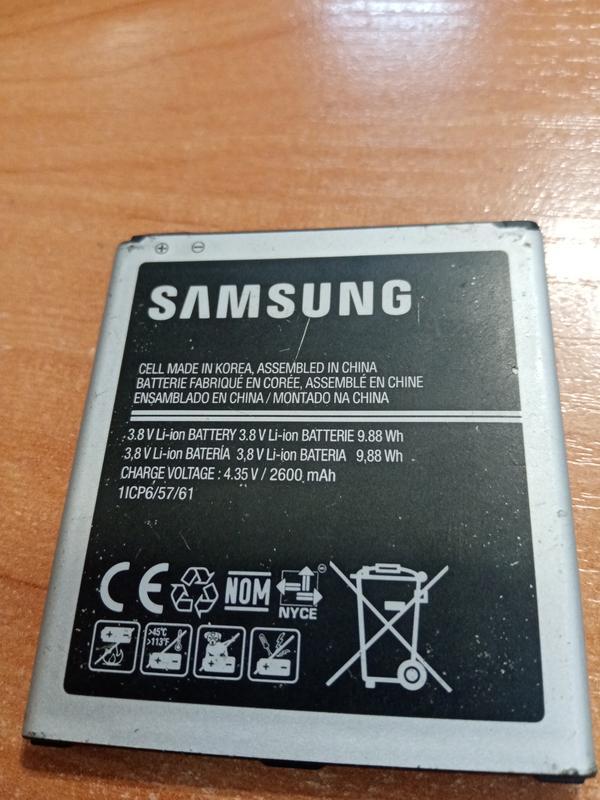 SAMSUNG
CELL MADE IN KOREA, ASSEMBLED IN CHINA
BATTERIE FABRIQUÉ EN CORÉE, ASSEMBLÉ EN CHINE
ENSAMBLADO EN CHINA / MONTADO NA CHINA
3.8 V Li-ion BATTERY 3.8 V Li-ion BATTERIE 9.88 Wh
3,8 V Li-ion BATERÍA 3,8 V Li-ion BATERIA 9,88 Wh
CHARGE VOLTAGE : 4.35 V / 2600 mAh
1ICP6/57/61
CE
NOM
NYCE
>45°C
>113°F